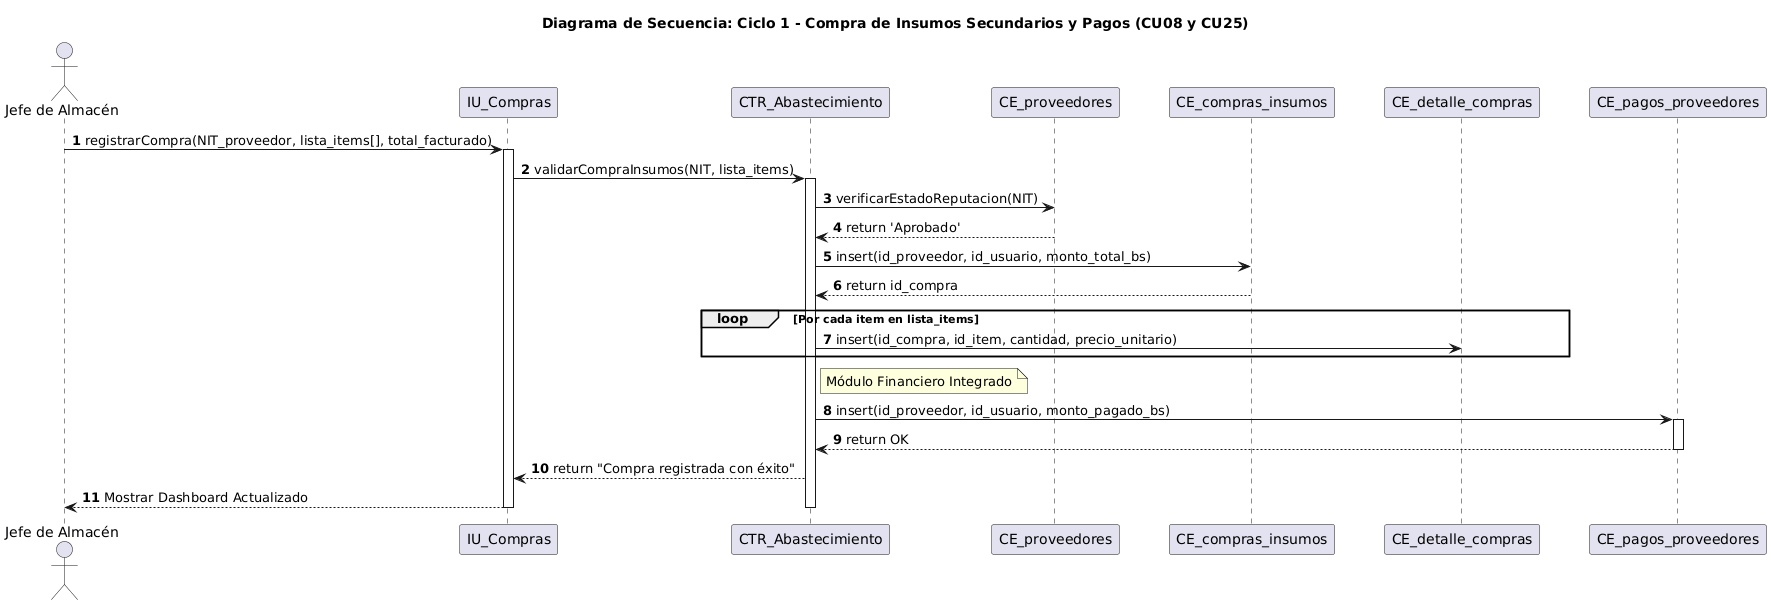 Diagrama de Secuencia: Ciclo 1 - Compra de Insumos Secundarios y Pagos (CU08 y CU25)
Jefe de Almacén
IU_Compras
CTR_Abastecimiento
CE_proveedores
CE_compras_insumos
CE_detalle_compras
CE_pagos_proveedores
1 registrarCompra(NIT_proveedor, lista_items[], total_facturado)
2 validarCompraInsumos(NIT, lista_items)
3 verificarEstadoReputacion(NIT)
4 return 'Aprobado'
5 insert(id_proveedor, id_usuario, monto_total_bs)
6 return id_compra
loop [Por cada item en lista_items]
7 insert(id_compra, id_item, cantidad, precio_unitario)
Módulo Financiero Integrado
8 insert(id_proveedor, id_usuario, monto_pagado_bs)
9 return OK
10 return "Compra registrada con éxito"
11 Mostrar Dashboard Actualizado
Jefe de Almacén
IU_Compras
CTR_Abastecimiento
CE_proveedores
CE_compras_insumos
CE_detalle_compras
CE_pagos_proveedores